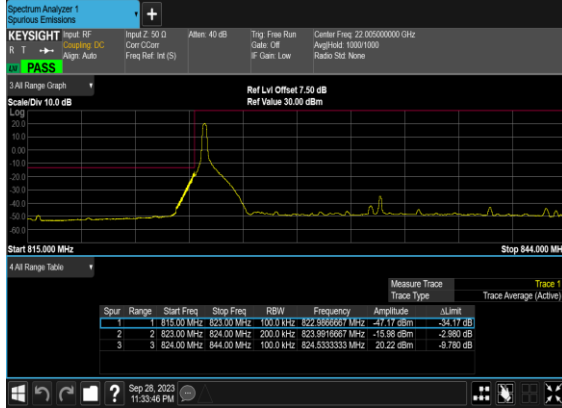 Spectrum Analyzer 1
Spurious Emissions
KEYSIGHT
R T
Input: RF
Coupling: DC
Align: Auto
Input Z: 50 Ω
Corr CCorr
Freq Ref: Int (S)
Atten: 40 dB
Trig: Free Run
Gate: Off
IF Gain: Low
Center Freq: 22.005000000 GHz
Avg|Hold: 1000/1000
Radio Std: None
PASS
3 All Range Graph
Scale/Div 10.0 dB
Ref Lvl Offset 7.50 dB
Ref Value 30.00 dBm
Log
20.0
10.0
0.00
-10.0
-20.0
-30.0
-40.0
-50.0
-60.0
Start 815.000 MHz
Stop 844.000 MH
4 All Range Table
Measure Trace Trace 1
Trace Type Trace Average (Active)
Spur Range Start Freq Stop Freq RBW Frequency Amplitude ΔLimit
1 1 815.00 MHz 823.00 MHz 100.0 kHz 822.9866667 MHz -47.17 dBm -34.17 dB
2 2 823.00 MHz 824.00 MHz 200.0 kHz 823.9916667 MHz -15.98 dBm -2.980 dB
3 3 824.00 MHz 844.00 MHz 100.0 kHz 824.5333333 MHz 20.22 dBm -9.780 dB
Sep 28, 2023
11:33:46 PM